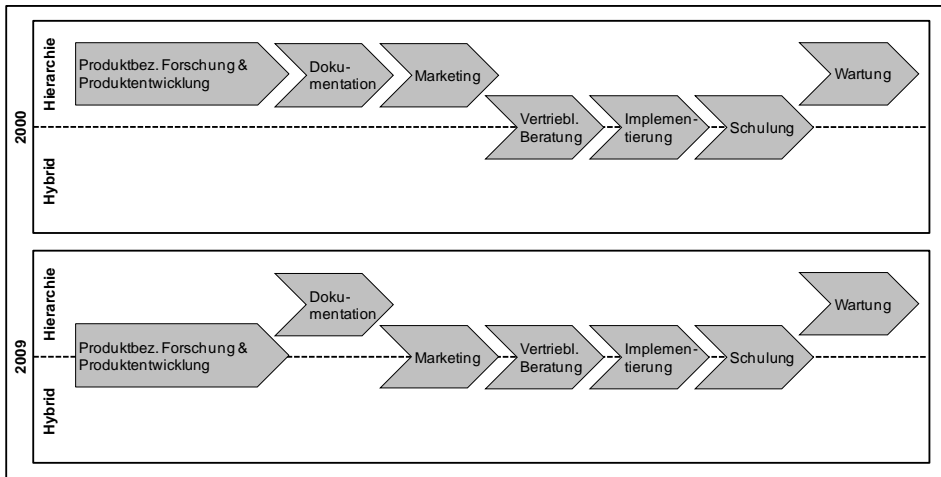 2000
Hierarchie
Hybrid
Produktbez. Forschung &
Produktentwicklung
Doku-
mentation
Marketing
Vertriebl.
Beratung
Implemen-
tierung
Schulung
Wartung
2009
Hierarchie
Hybrid
Produktbez. Forschung &
Produktentwicklung
Doku-
mentation
Marketing
Vertriebl.
Beratung
Implemen-
tierung
Schulung
Wartung